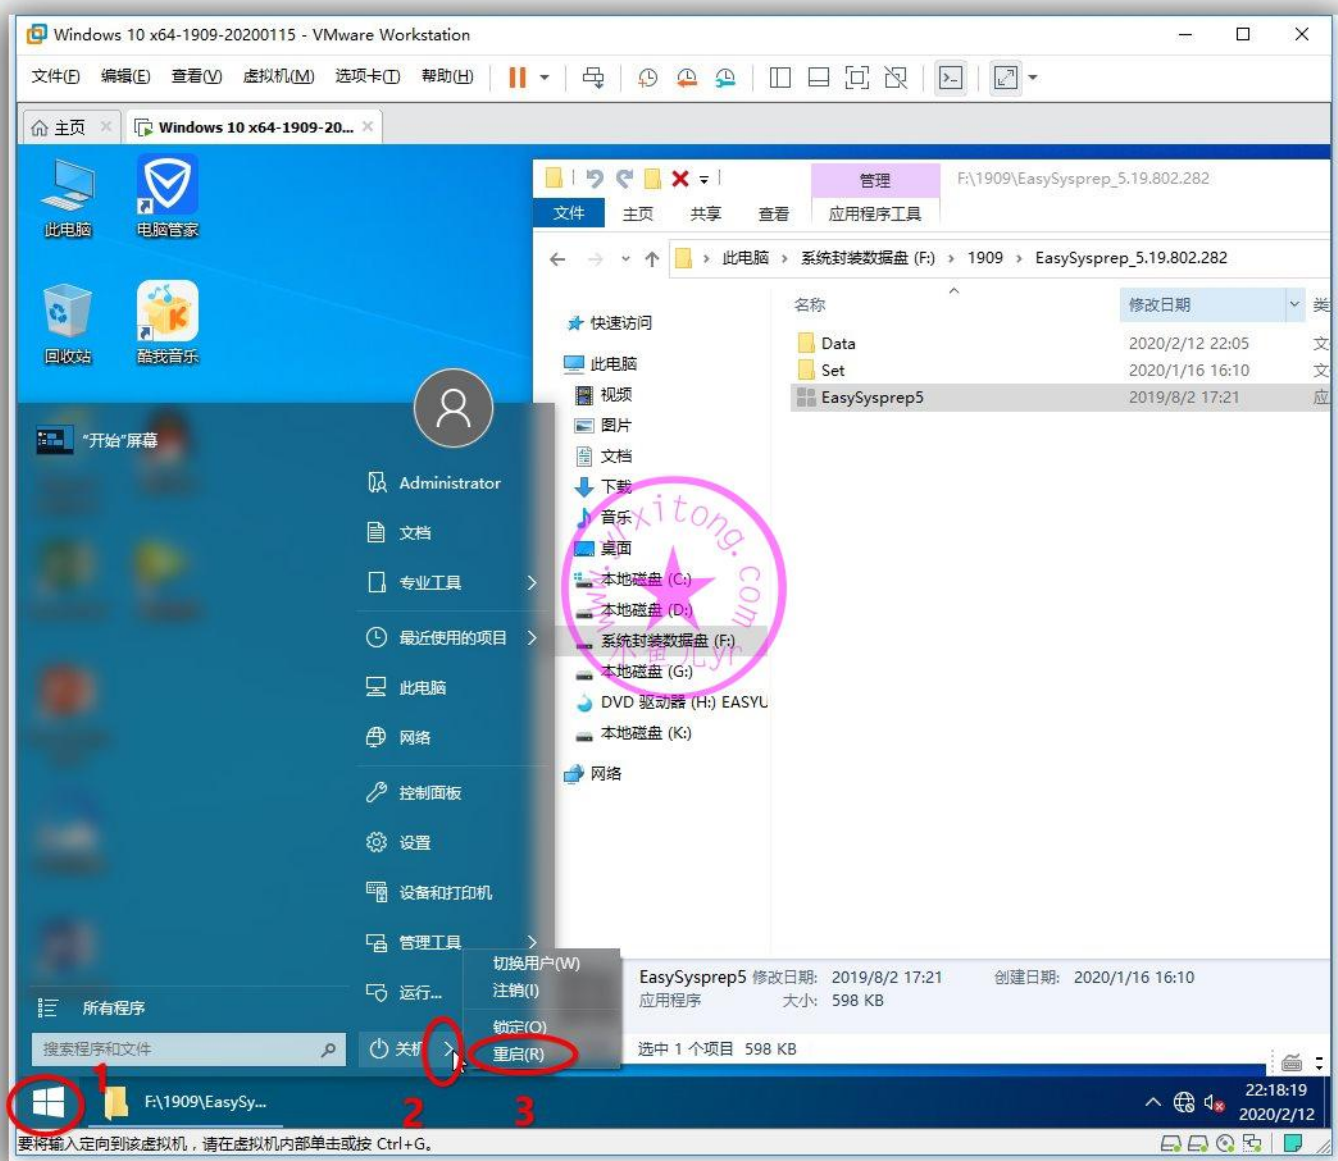 Windows 10 x64-1909-20200115 - VMware Workstation
文件(F) 编辑(E) 查看(V) 虚拟机(M) 选项卡(T) 帮助(H)
主页
Windows 10 x64-1909-20...
此电脑
电脑管家
回收站
酷我音乐
管理
F:\1909\EasySysprep_5.19.802.282
文件 主页 共享 查看 应用程序工具
此电脑 › 系统封装数据盘 (F:) › 1909 › EasySysprep_5.19.802.282
名称 修改日期 类
Data 2020/2/12 22:05 文
Set 2020/1/16 16:10 文
EasySysprep5 2019/8/2 17:21 应
快速访问
此电脑
视频
图片
文档
下载
音乐
桌面
本地磁盘 (C:)
本地磁盘 (D:)
系统封装数据盘 (F:)
本地磁盘 (G:)
DVD 驱动器 (H:) EASYU
本地磁盘 (K:)
网络
www.yrxitong.com
小鱼儿yr
"开始"屏幕
Administrator
文档
专业工具
最近使用的项目
此电脑
网络
控制面板
设置
设备和打印机
管理工具
运行...
所有程序
搜索程序和文件
关机
切换用户(W)
注销(I)
锁定(O)
重启(R)
EasySysprep5 修改日期: 2019/8/2 17:21 创建日期: 2020/1/16 16:10
应用程序 大小: 598 KB
选中 1 个项目 598 KB
1
2
3
F:\1909\EasySy...
22:18:19
2020/2/12
要将输入定向到该虚拟机，请在虚拟机内部单击或按 Ctrl+G。